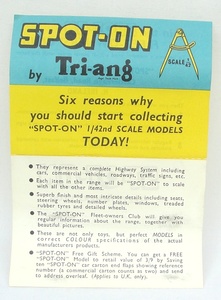 SPOT-ON
by Tri-ang
SCALE
Six reasons why
you should start collecting
"SPOT-ON" 1/42nd SCALE MODELS
TODAY!
They represent a complete Highway System including
cars, commercial vehicles, roadways, traffic signs, etc.
Each item in the range will be "SPOT-ON" to scale
with all the other items.
Superb finish and most intricate details including seats,
steering wheels, number plates, windows, treaded
rubber tyres and detailed wheels.
The "SPOT-ON" Fleet-owners Club will give you
regular information about the range, together with
beautiful pictures.
These are not only toys, but perfect MODELS in
correct COLOUR specifications of the actual
manufacturers products.
"SPOT-ON" Free Gift Scheme. You can get a FREE
"SPOT-ON" Model to retail value of 3/9 by saving
"SPOT-ON" car carton end flaps showing reference
number (a commercial carton counts as two) and send
to address overleaf. (Applies to U.K. only).